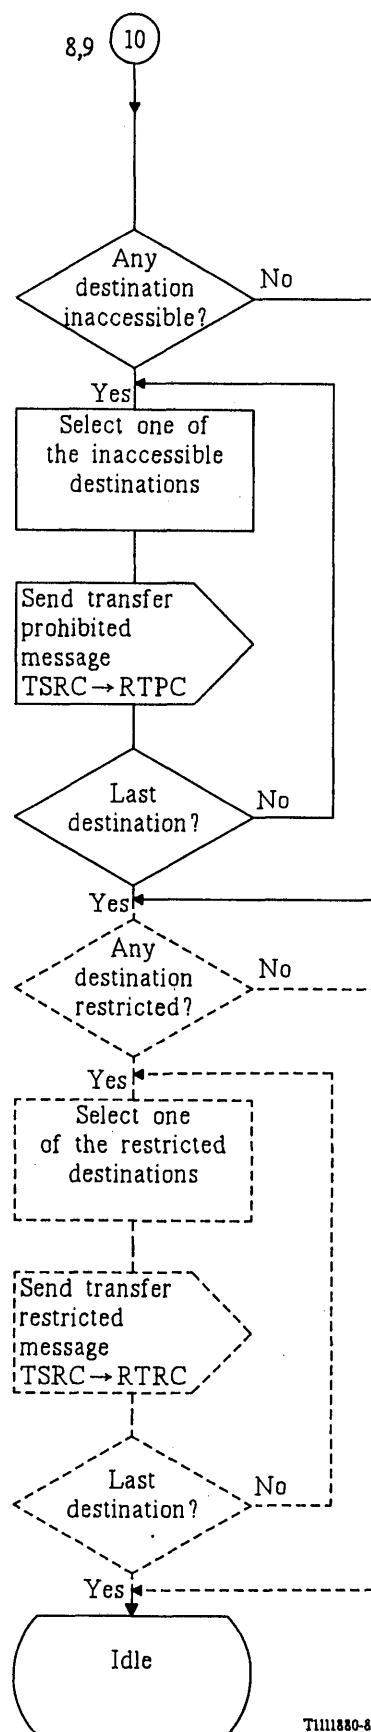 8,9 10
Any
destination
inaccessible?
No
Yes
Select one of
the inaccessible
destinations
Send transfer
prohibited
message
TSRC→RTPC
Last
destination?
No
Yes
Any
destination
restricted?
No
Yes
Select one
of the restricted
destinations
Send transfer
restricted
message
TSRC→RTRC
Last
destination?
No
Yes
Idle
T1111880-8